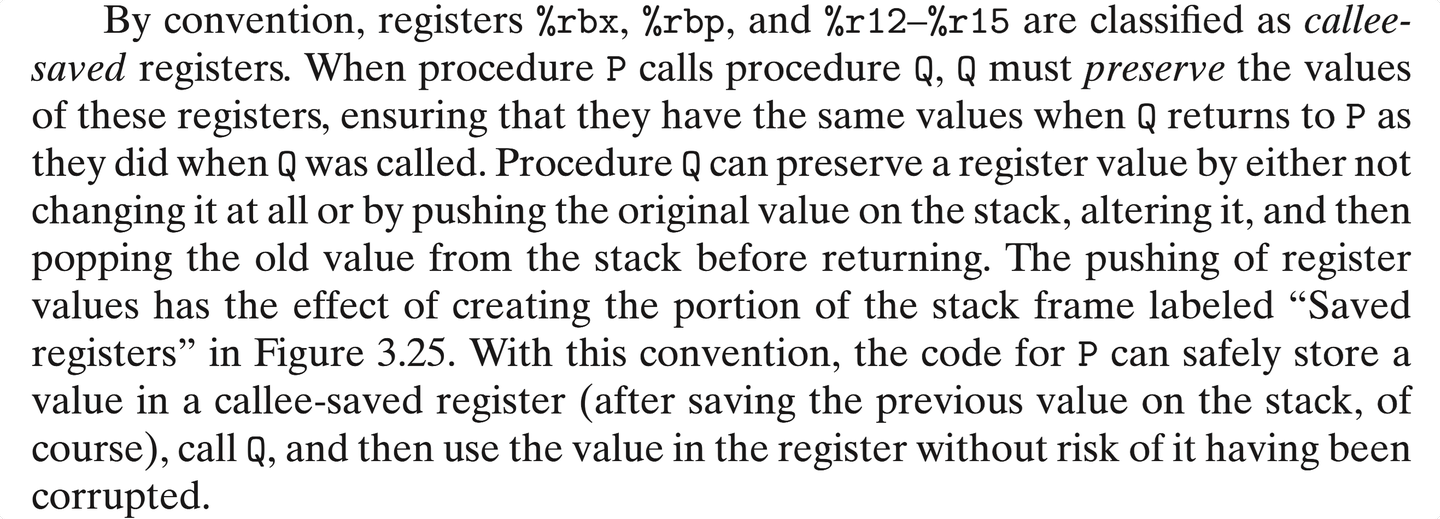 By convention, registers %rbx, %rbp, and %r12–%r15 are classified as callee-
saved registers. When procedure P calls procedure Q, Q must preserve the values
of these registers, ensuring that they have the same values when Q returns to P as
they did when Q was called. Procedure Q can preserve a register value by either not
changing it at all or by pushing the original value on the stack, altering it, and then
popping the old value from the stack before returning. The pushing of register
values has the effect of creating the portion of the stack frame labeled “Saved
registers” in Figure 3.25. With this convention, the code for P can safely store a
value in a callee-saved register (after saving the previous value on the stack, of
course), call Q, and then use the value in the register without risk of it having been
corrupted.